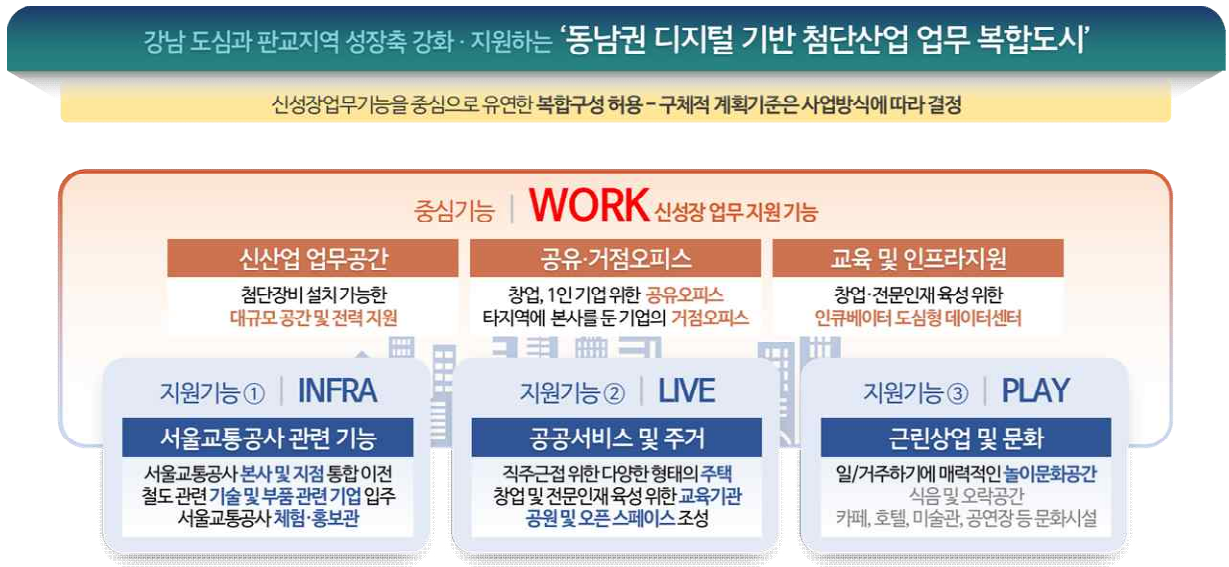 강남 도심과 판교지역 성장축 강화·지원하는 ‘동남권 디지털 기반 첨단산업 업무 복합도시’
신성장업무기능을 중심으로 유연한 복합구성 허용 – 구체적 계획기준은 사업방식에 따라 결정
중심기능 | WORK 신성장 업무 지원 기능
신산업 업무공간
첨단장비 설치 가능한
대규모 공간 및 전력 지원
공유·거점오피스
창업, 1인 기업 위한 공유오피스
타지역에 본사를 둔 기업의 거점오피스
교육 및 인프라지원
창업·전문인재 육성 위한
인큐베이터 도심형 데이터센터
지원기능① | INFRA
서울교통공사 관련 기능
서울교통공사 본사 및 지점 통합 이전
철도 관련 기술 및 부품 관련 기업 입주
서울교통공사 체험·홍보관
지원기능② | LIVE
공공서비스 및 주거
직주근접 위한 다양한 형태의 주택
창업 및 전문인재 육성 위한 교육기관
공원 및 오픈 스페이스 조성
지원기능③ | PLAY
근린상업 및 문화
일/거주하기에 매력적인 놀이문화공간
식음 및 오락공간
카페, 호텔, 미술관, 공연장 등 문화시설